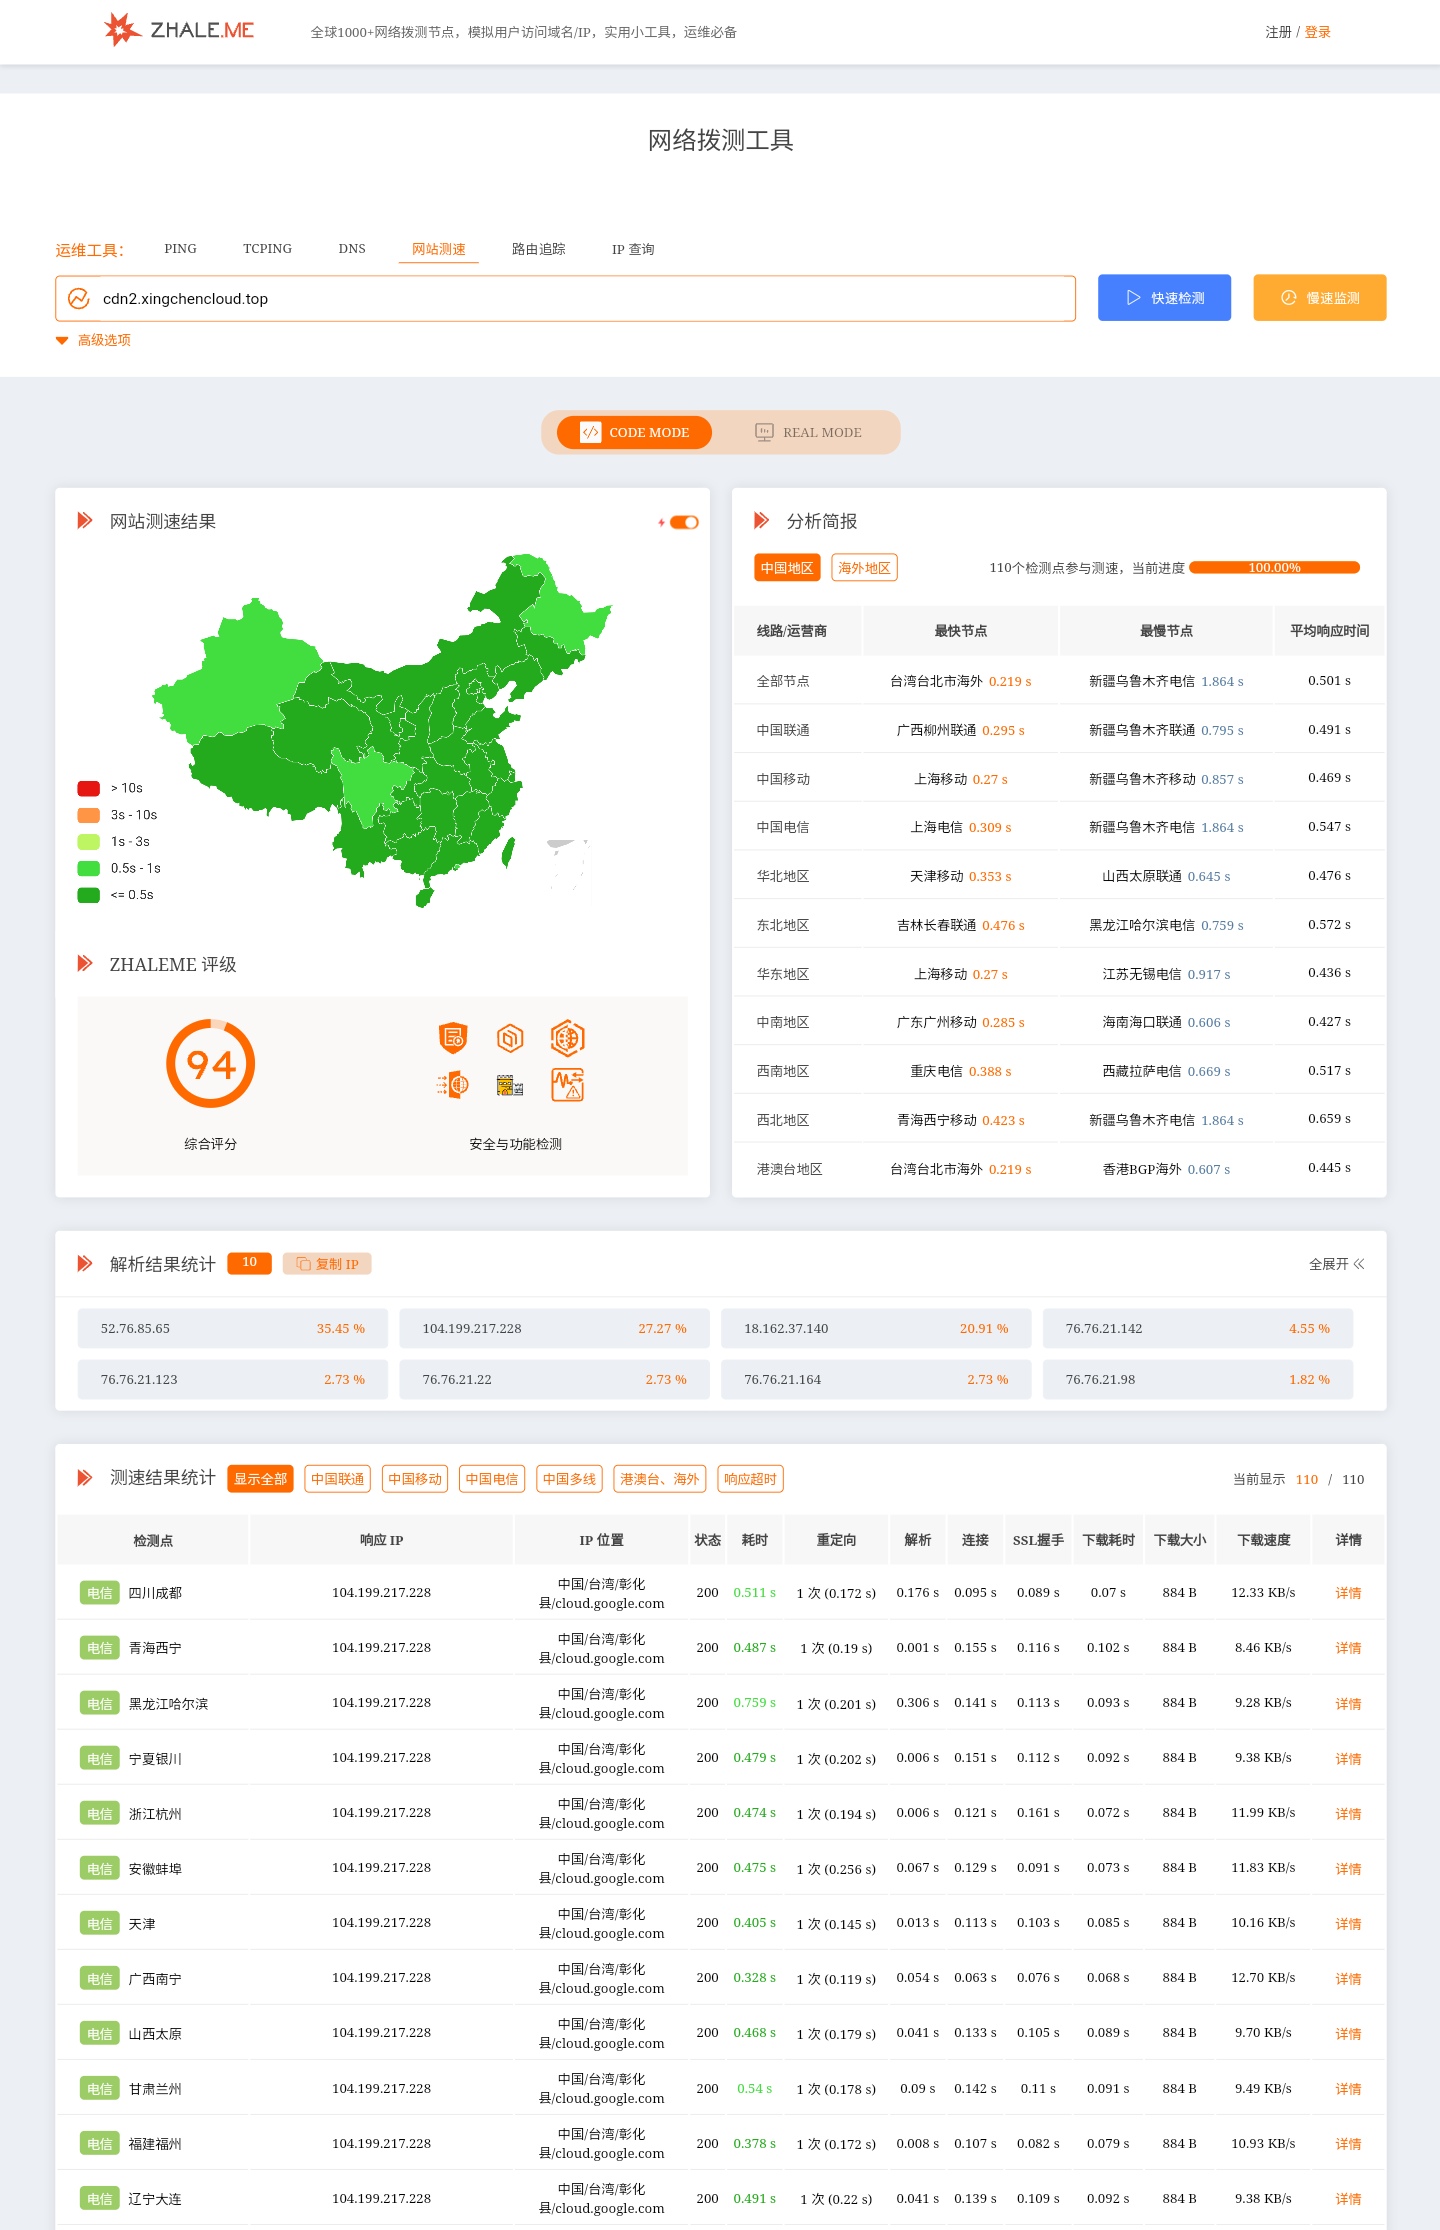 ZHALE.ME
全球1000+网络拨测节点，模拟用户访问域名/IP，实用小工具，运维必备
注册 / 登录
网络拨测工具
运维工具： PING TCPING DNS 网站测速 路由追踪 IP 查询
cdn2.xingchencloud.top 快速检测 慢速监测
高级选项
CODE MODE REAL MODE
网站测速结果
> 10s
3s - 10s
1s - 3s
0.5s - 1s
<= 0.5s
ZHALEME 评级
94
综合评分 安全与功能检测
分析简报
中国地区 海外地区 110个检测点参与测速，当前进度 100.00%
线路/运营商 最快节点 最慢节点 平均响应时间
全部节点 台湾台北市海外 0.219 s 新疆乌鲁木齐电信 1.864 s 0.501 s
中国联通 广西柳州联通 0.295 s 新疆乌鲁木齐联通 0.795 s 0.491 s
中国移动 上海移动 0.27 s 新疆乌鲁木齐移动 0.857 s 0.469 s
中国电信 上海电信 0.309 s 新疆乌鲁木齐电信 1.864 s 0.547 s
华北地区 天津移动 0.353 s 山西太原联通 0.645 s 0.476 s
东北地区 吉林长春联通 0.476 s 黑龙江哈尔滨电信 0.759 s 0.572 s
华东地区 上海移动 0.27 s 江苏无锡电信 0.917 s 0.436 s
中南地区 广东广州移动 0.285 s 海南海口联通 0.606 s 0.427 s
西南地区 重庆电信 0.388 s 西藏拉萨电信 0.669 s 0.517 s
西北地区 青海西宁移动 0.423 s 新疆乌鲁木齐电信 1.864 s 0.659 s
港澳台地区 台湾台北市海外 0.219 s 香港BGP海外 0.607 s 0.445 s
解析结果统计 10 复制 IP 全展开
52.76.85.65 35.45 % 104.199.217.228 27.27 % 18.162.37.140 20.91 % 76.76.21.142 4.55 %
76.76.21.123 2.73 % 76.76.21.22 2.73 % 76.76.21.164 2.73 % 76.76.21.98 1.82 %
测速结果统计 显示全部 中国联通 中国移动 中国电信 中国多线 港澳台、海外 响应超时 当前显示 110 / 110
检测点 响应 IP IP 位置 状态 耗时 重定向 解析 连接 SSL握手 下载耗时 下载大小 下载速度 详情
电信 四川成都 104.199.217.228 中国/台湾/彰化 200 0.511 s 1 次 (0.172 s) 0.176 s 0.095 s 0.089 s 0.07 s 884 B 12.33 KB/s 详情
县/cloud.google.com
电信 青海西宁 104.199.217.228 中国/台湾/彰化 200 0.487 s 1 次 (0.19 s) 0.001 s 0.155 s 0.116 s 0.102 s 884 B 8.46 KB/s 详情
县/cloud.google.com
电信 黑龙江哈尔滨 104.199.217.228 中国/台湾/彰化 200 0.759 s 1 次 (0.201 s) 0.306 s 0.141 s 0.113 s 0.093 s 884 B 9.28 KB/s 详情
县/cloud.google.com
电信 宁夏银川 104.199.217.228 中国/台湾/彰化 200 0.479 s 1 次 (0.202 s) 0.006 s 0.151 s 0.112 s 0.092 s 884 B 9.38 KB/s 详情
县/cloud.google.com
电信 浙江杭州 104.199.217.228 中国/台湾/彰化 200 0.474 s 1 次 (0.194 s) 0.006 s 0.121 s 0.161 s 0.072 s 884 B 11.99 KB/s 详情
县/cloud.google.com
电信 安徽蚌埠 104.199.217.228 中国/台湾/彰化 200 0.475 s 1 次 (0.256 s) 0.067 s 0.129 s 0.091 s 0.073 s 884 B 11.83 KB/s 详情
县/cloud.google.com
电信 天津 104.199.217.228 中国/台湾/彰化 200 0.405 s 1 次 (0.145 s) 0.013 s 0.113 s 0.103 s 0.085 s 884 B 10.16 KB/s 详情
县/cloud.google.com
电信 广西南宁 104.199.217.228 中国/台湾/彰化 200 0.328 s 1 次 (0.119 s) 0.054 s 0.063 s 0.076 s 0.068 s 884 B 12.70 KB/s 详情
县/cloud.google.com
电信 山西太原 104.199.217.228 中国/台湾/彰化 200 0.468 s 1 次 (0.179 s) 0.041 s 0.133 s 0.105 s 0.089 s 884 B 9.70 KB/s 详情
县/cloud.google.com
电信 甘肃兰州 104.199.217.228 中国/台湾/彰化 200 0.54 s 1 次 (0.178 s) 0.09 s 0.142 s 0.11 s 0.091 s 884 B 9.49 KB/s 详情
县/cloud.google.com
电信 福建福州 104.199.217.228 中国/台湾/彰化 200 0.378 s 1 次 (0.172 s) 0.008 s 0.107 s 0.082 s 0.079 s 884 B 10.93 KB/s 详情
县/cloud.google.com
电信 辽宁大连 104.199.217.228 中国/台湾/彰化 200 0.491 s 1 次 (0.22 s) 0.041 s 0.139 s 0.109 s 0.092 s 884 B 9.38 KB/s 详情
县/cloud.google.com